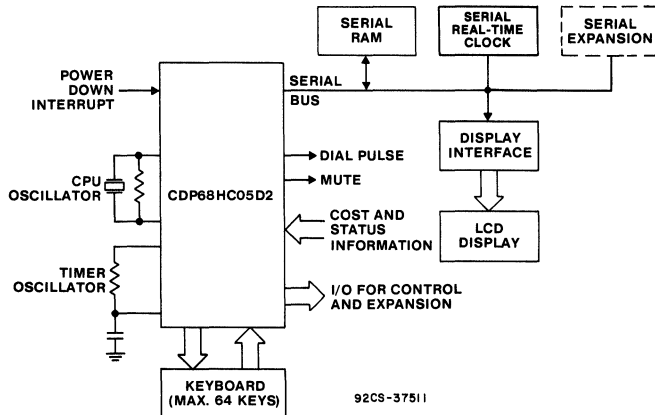 SERIAL
RAM
SERIAL
REAL-TIME
CLOCK
SERIAL
EXPANSION
POWER
DOWN
INTERRUPT
SERIAL
BUS
CPU
OSCILLATOR
CDP68HC05D2
DIAL PULSE
MUTE
DISPLAY
INTERFACE
COST AND
STATUS
INFORMATION
LCD
DISPLAY
TIMER
OSCILLATOR
I/O FOR CONTROL
AND EXPANSION
KEYBOARD
(MAX. 64 KEYS)
92CS-37511